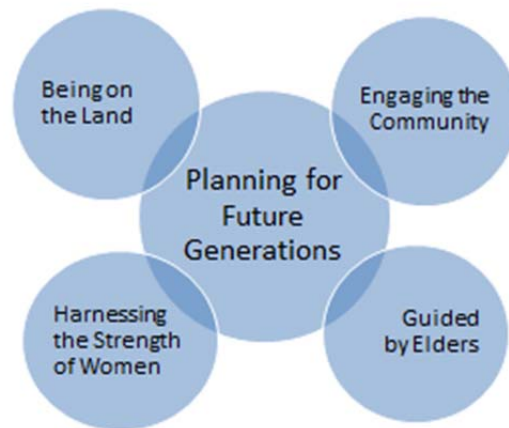 Being on
the Land
Engaging the
Community
Planning for
Future
Generations
Harnessing
the Strength
of Women
Guided
by Elders